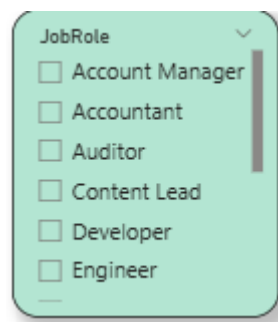 JobRole
Account Manager
Accountant
Auditor
Content Lead
Developer
Engineer